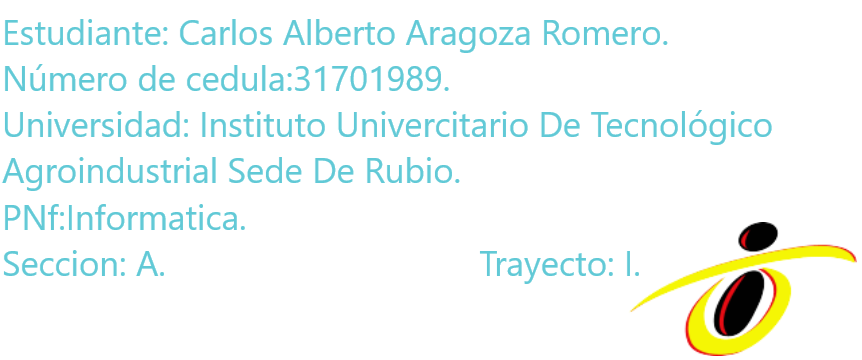 Estudiante: Carlos Alberto Aragoza Romero.
Número de cedula:31701989.
Universidad: Instituto Univercitario De Tecnológico
Agroindustrial Sede De Rubio.
PNf:Informatica.
Seccion: A. Trayecto: I.